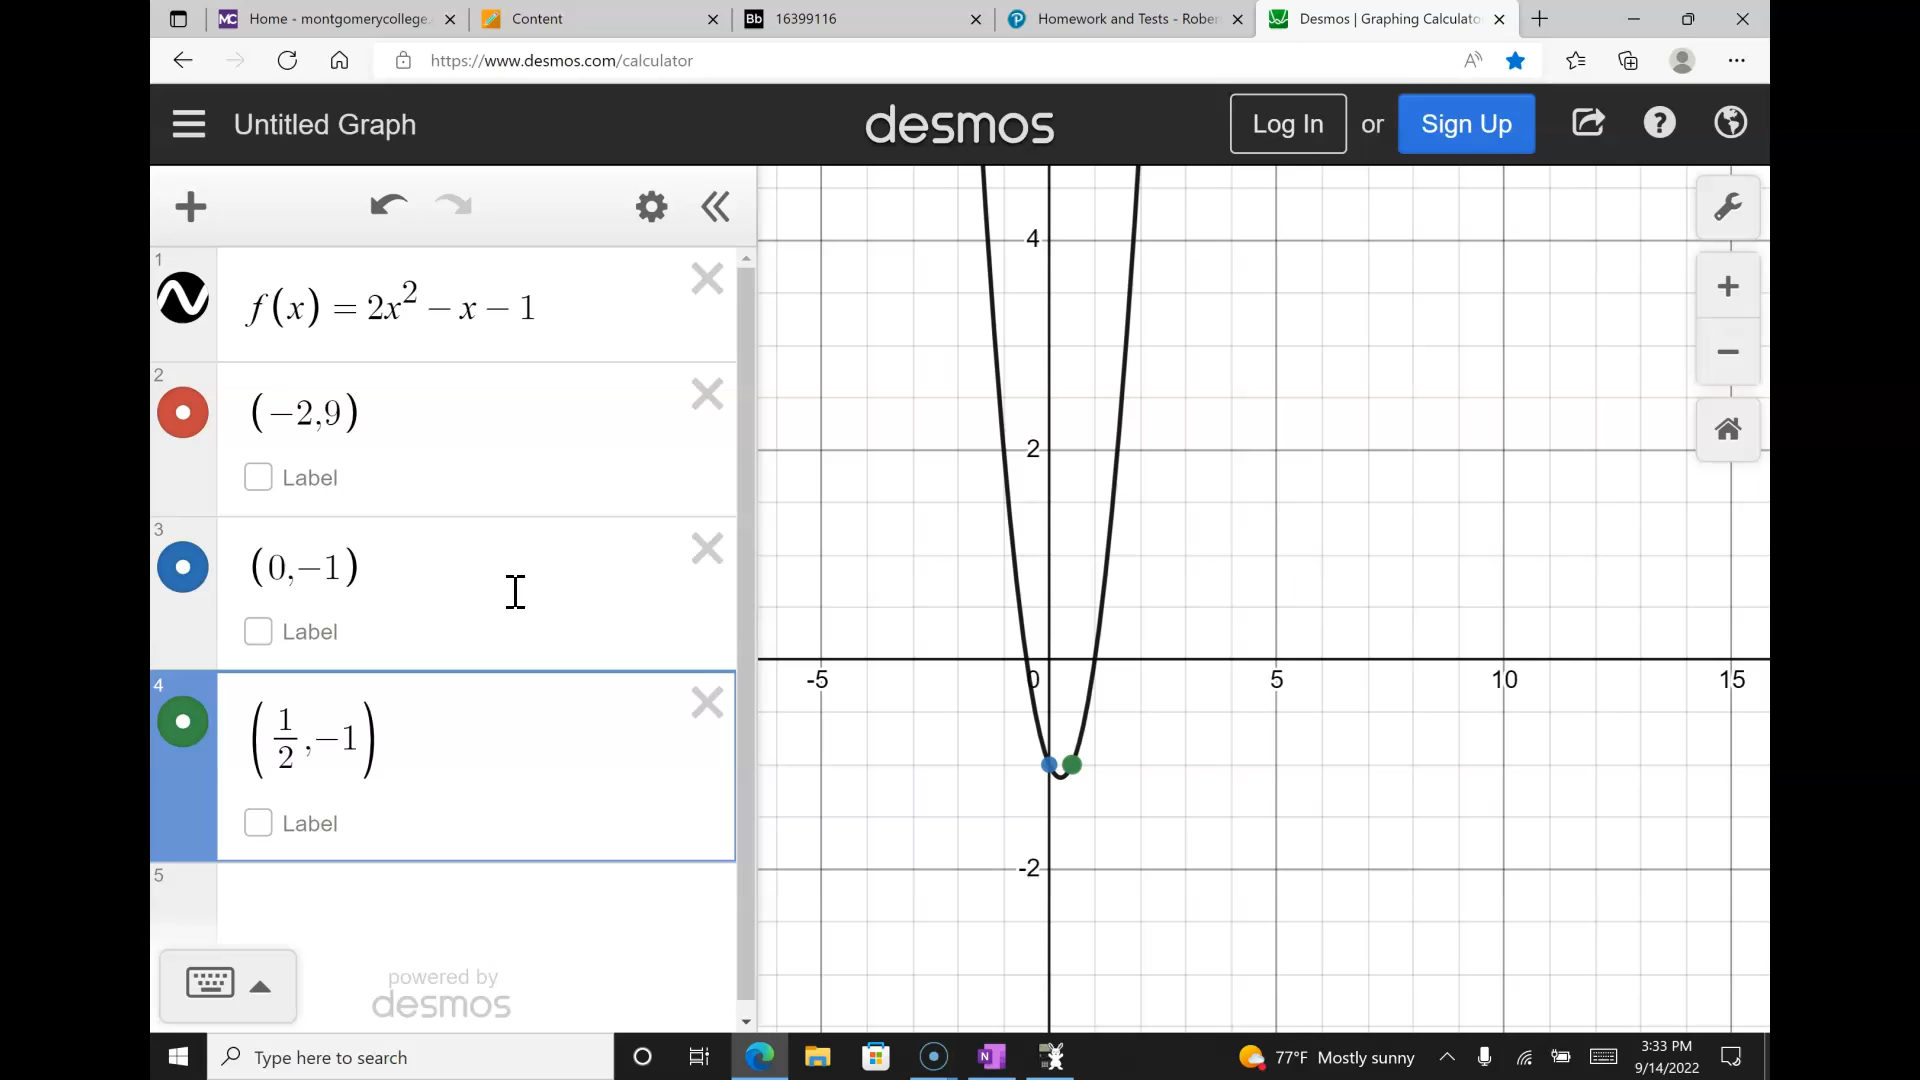 Home - montgomerycollege.
Content
Bb 16399116
Homework and Tests - Rober
Desmos | Graphing Calculato
https://www.desmos.com/calculator
Untitled Graph
desmos
Log In or Sign Up
1
f(x) = 2x² − x − 1
2
(−2,9)
Label
3
(0,−1)
Label
4
(1/2,−1)
Label
5
powered by
desmos
4
2
-5 0 5 10 15
-2
Type here to search
77°F Mostly sunny
3:33 PM
9/14/2022